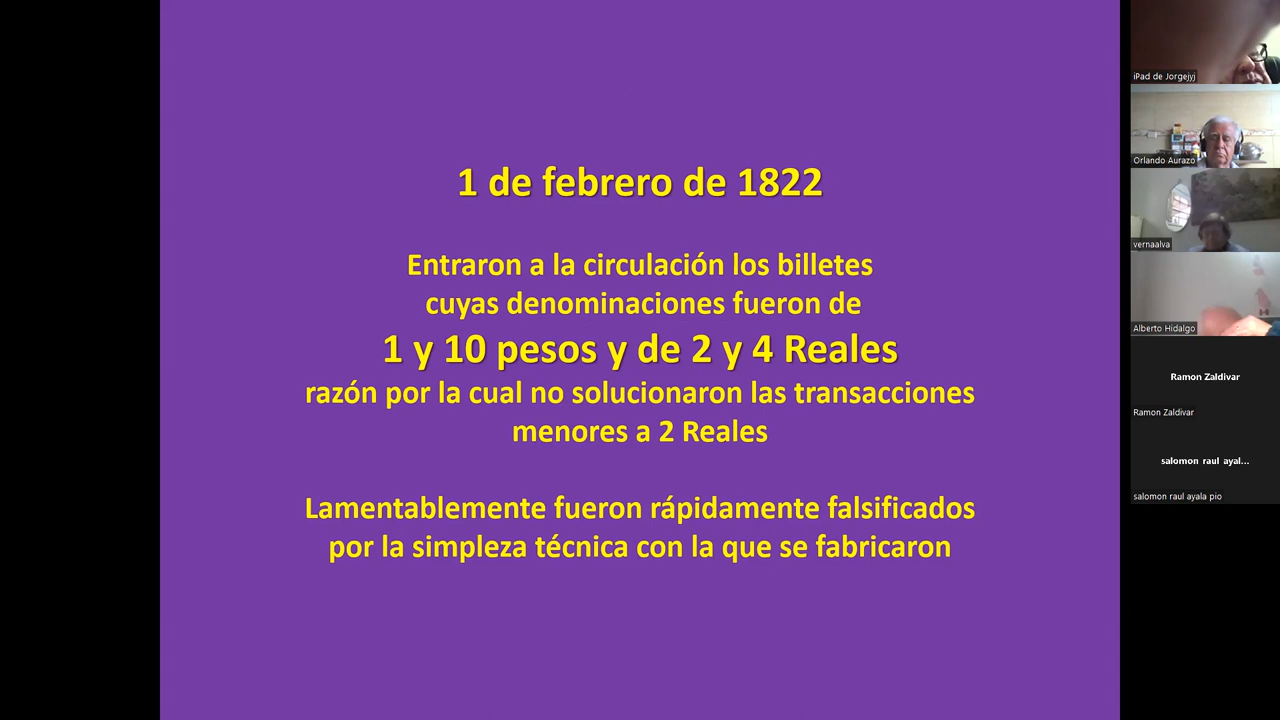 1 de febrero de 1822
Entraron a la circulación los billetes
cuyas denominaciones fueron de
1 y 10 pesos y de 2 y 4 Reales
razón por la cual no solucionaron las transacciones
menores a 2 Reales
Lamentablemente fueron rápidamente falsificados
por la simpleza técnica con la que se fabricaron
iPad de Jorgejyj
Orlando Aurazo
vernaalva
Alberto Hidalgo
Ramon Zaldivar
Ramon Zaldivar
salomon raul ayal...
salomon raul ayala pio